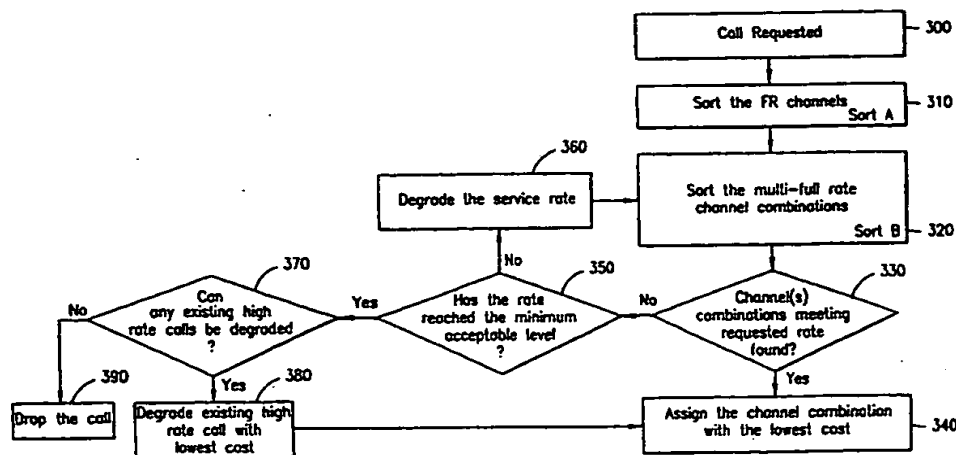 Call Requested
300
Sort the FR channels
Sort A
310
360
Degrade the service rate
Sort the multi-full rate
channel combinations
Sort B
320
370
No
Can
any existing high
rate calls be degraded
?
Yes
No
350
Has the rate
reached the minimum
acceptable level
?
No
330
Channel(s)
combinations meeting
requested rate
found?
390
Drop the call
Yes
380
Degrade existing high
rate call with
lowest cost
Yes
Assign the channel combination
with the lowest cost
340